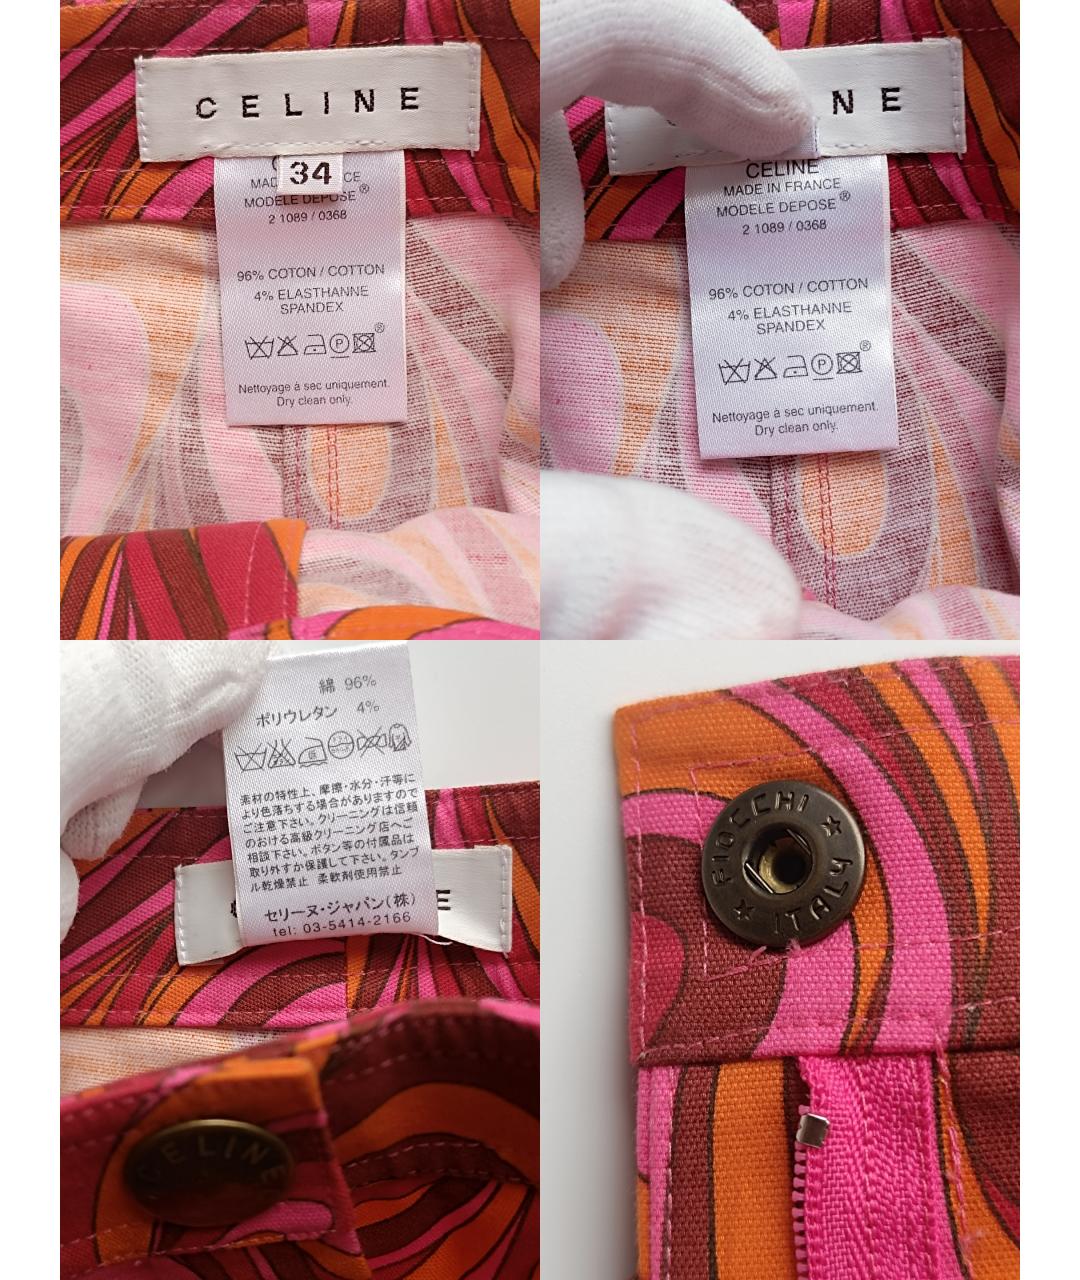 CELINE
34
MODELE DEPOSE®
2 1089 / 0368
96% COTON / COTTON
4% ELASTHANNE
SPANDEX
P
®
Nettoyage à sec uniquement.
Dry clean only.
NE
CELINE
MADE IN FRANCE
MODELE DEPOSE®
2 1089 / 0368
96% COTON / COTTON
4% ELASTHANNE
SPANDEX
P
®
Nettoyage à sec uniquement.
Dry clean only.
綿 96%
ポリウレタン 4%
素材の特性上、摩擦・水分・汗等に
より色落ちする場合がありますので
ご注意下さい。クリーニングは信頼
のおける高級クリーニング店へご
相談下さい。ボタン等の付属品は
取り外すか保護して下さい。タンブ
ル乾燥禁止 柔軟剤使用禁止
セリーヌ・ジャパン(株)
tel: 03-5414-2166
E
CELINE
FIOCCHI
ITALY